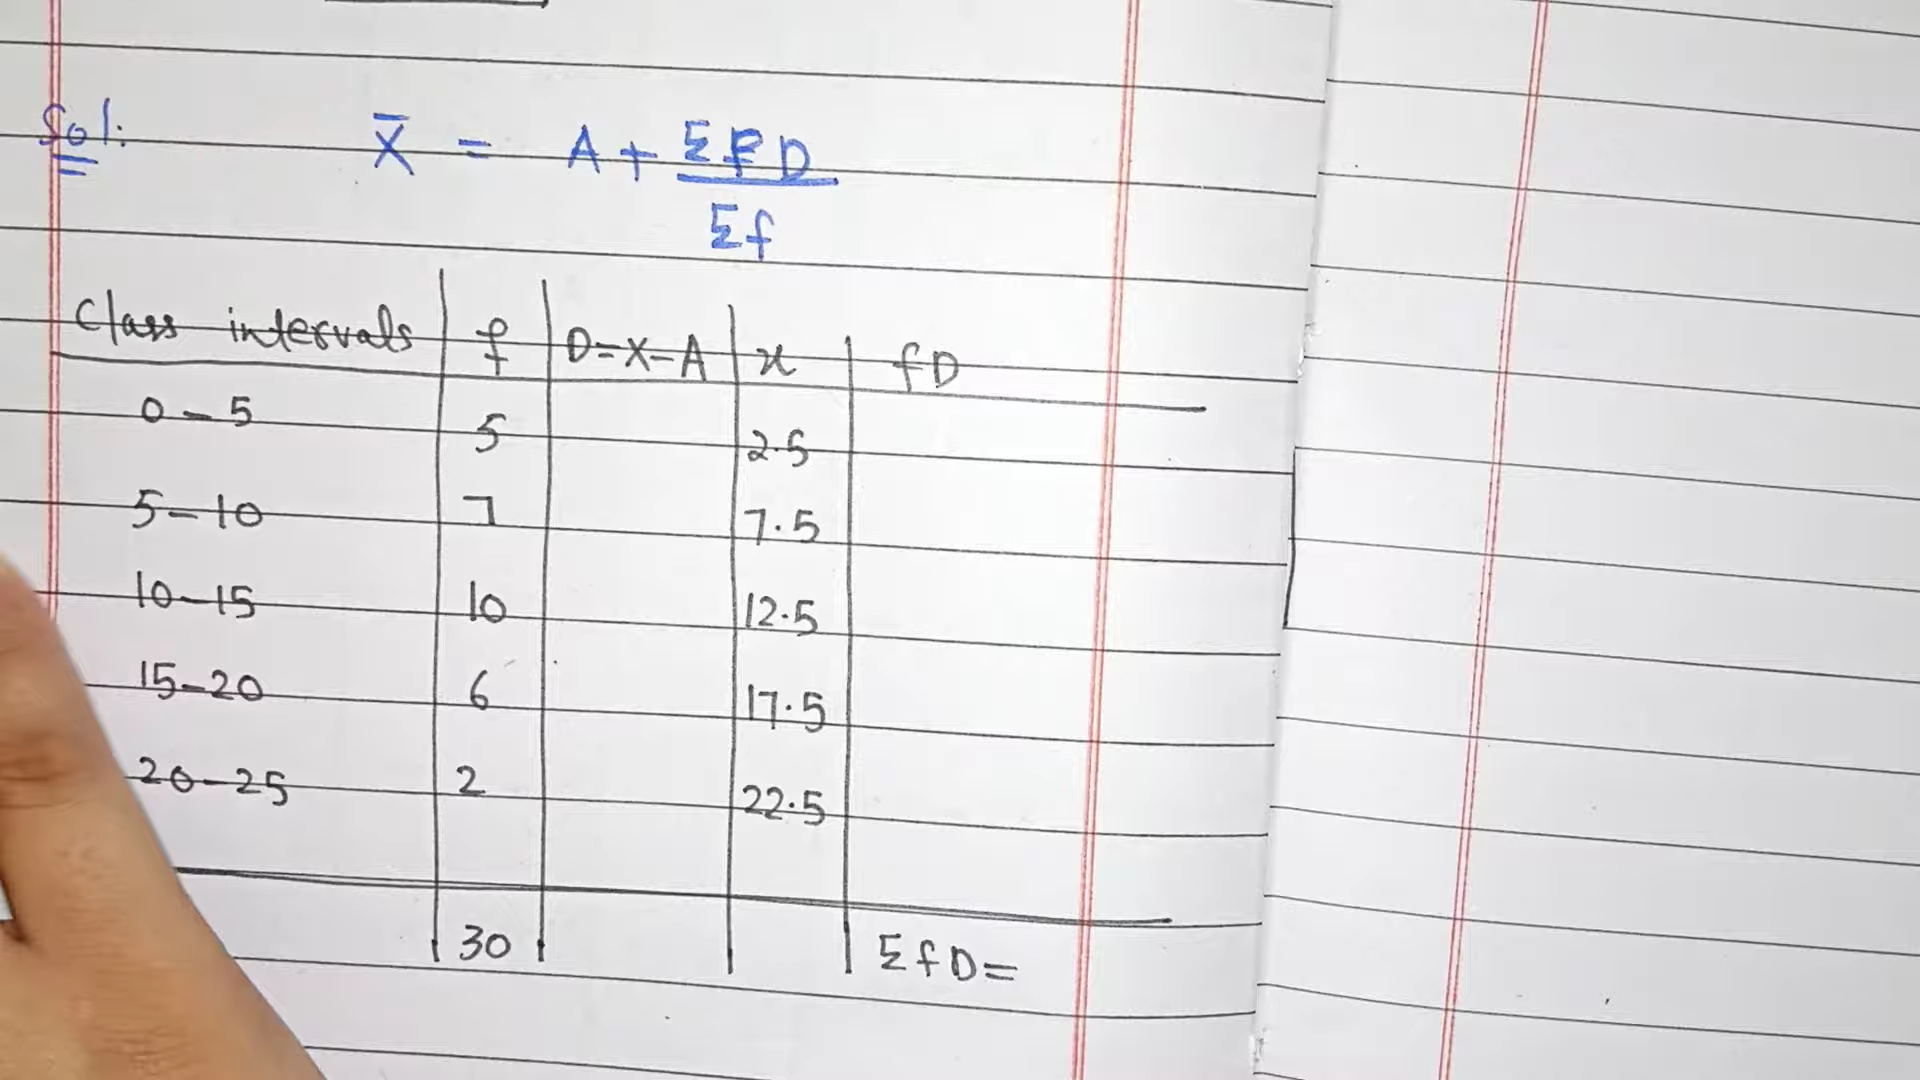 Sol.
X̄ = A + ΣfD
Σf
Class intervals f D=X-A x fD
0-5 5 2.5
5-10 7 7.5
10-15 10 12.5
15-20 6 17.5
20-25 2 22.5
30 ΣfD=